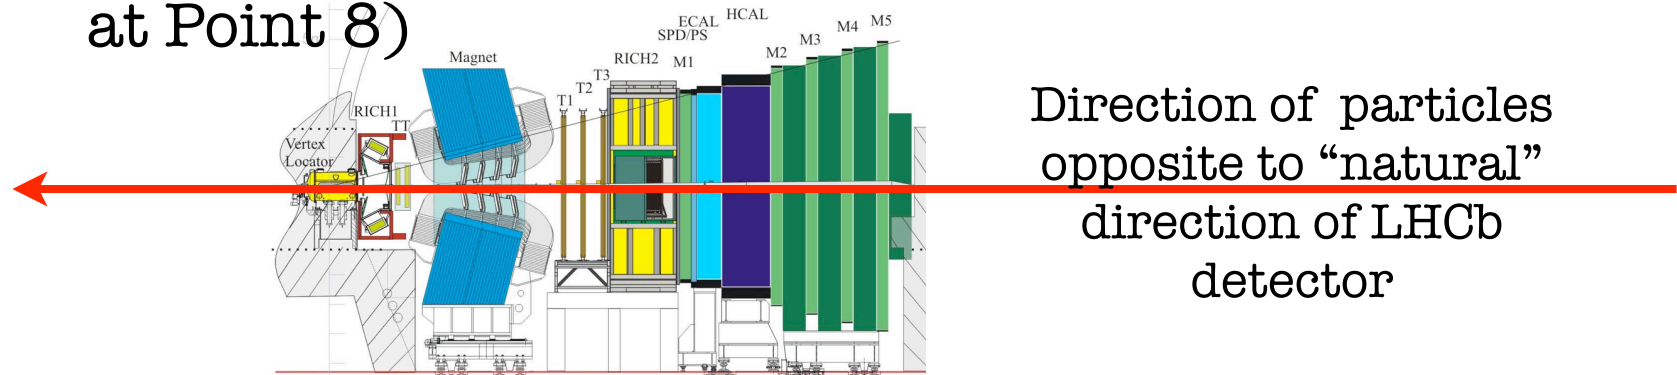 at Point 8)
ECAL HCAL
SPD/PS
M4 M5
M3
M2
Magnet
RICH2 M1
T3
T2
T1
RICH1
TT
Vertex
Locator
Direction of particles
opposite to “natural”
direction of LHCb
detector